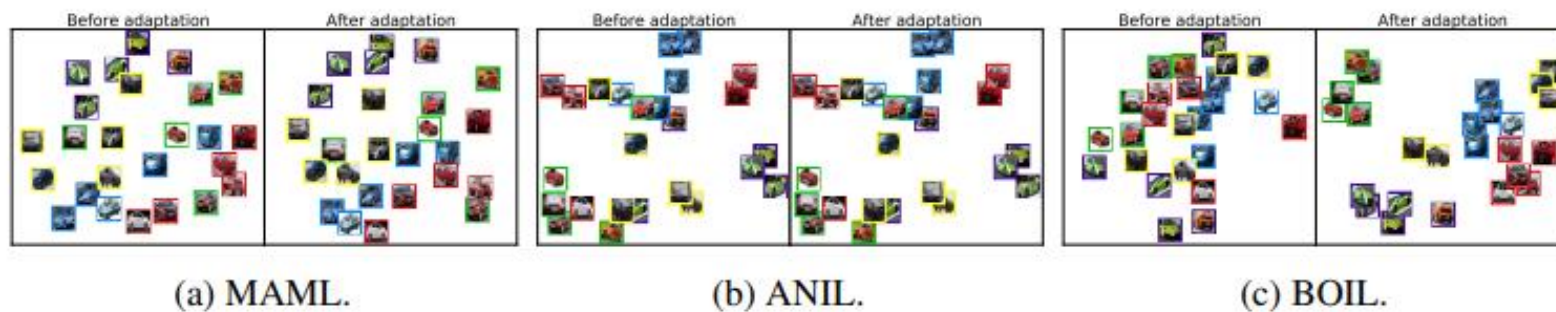 Before adaptation After adaptation Before adaptation After adaptation Before adaptation After adaptation
(a) MAML. (b) ANIL. (c) BOIL.